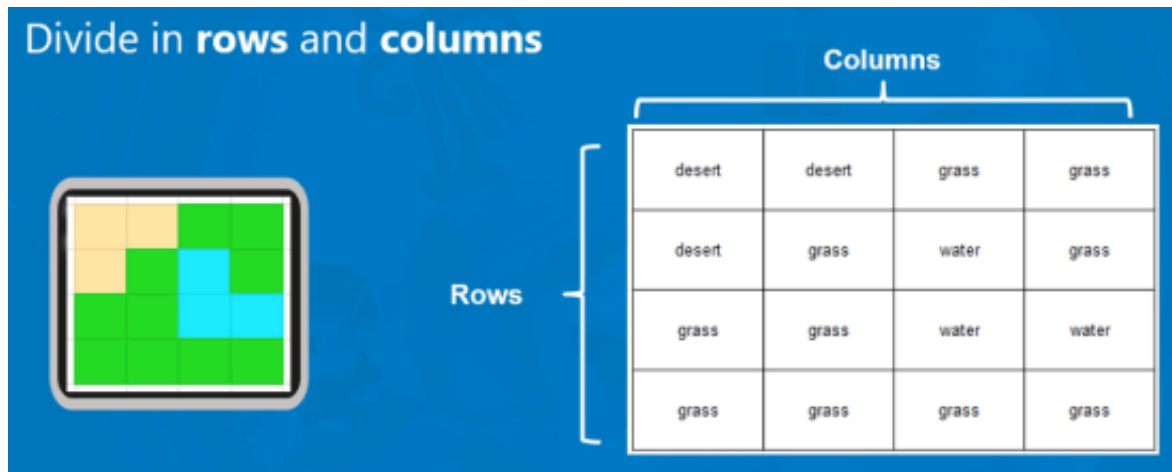 Divide in rows and columns
Columns
Rows
desert desert grass grass
desert grass water grass
grass grass water water
grass grass grass grass